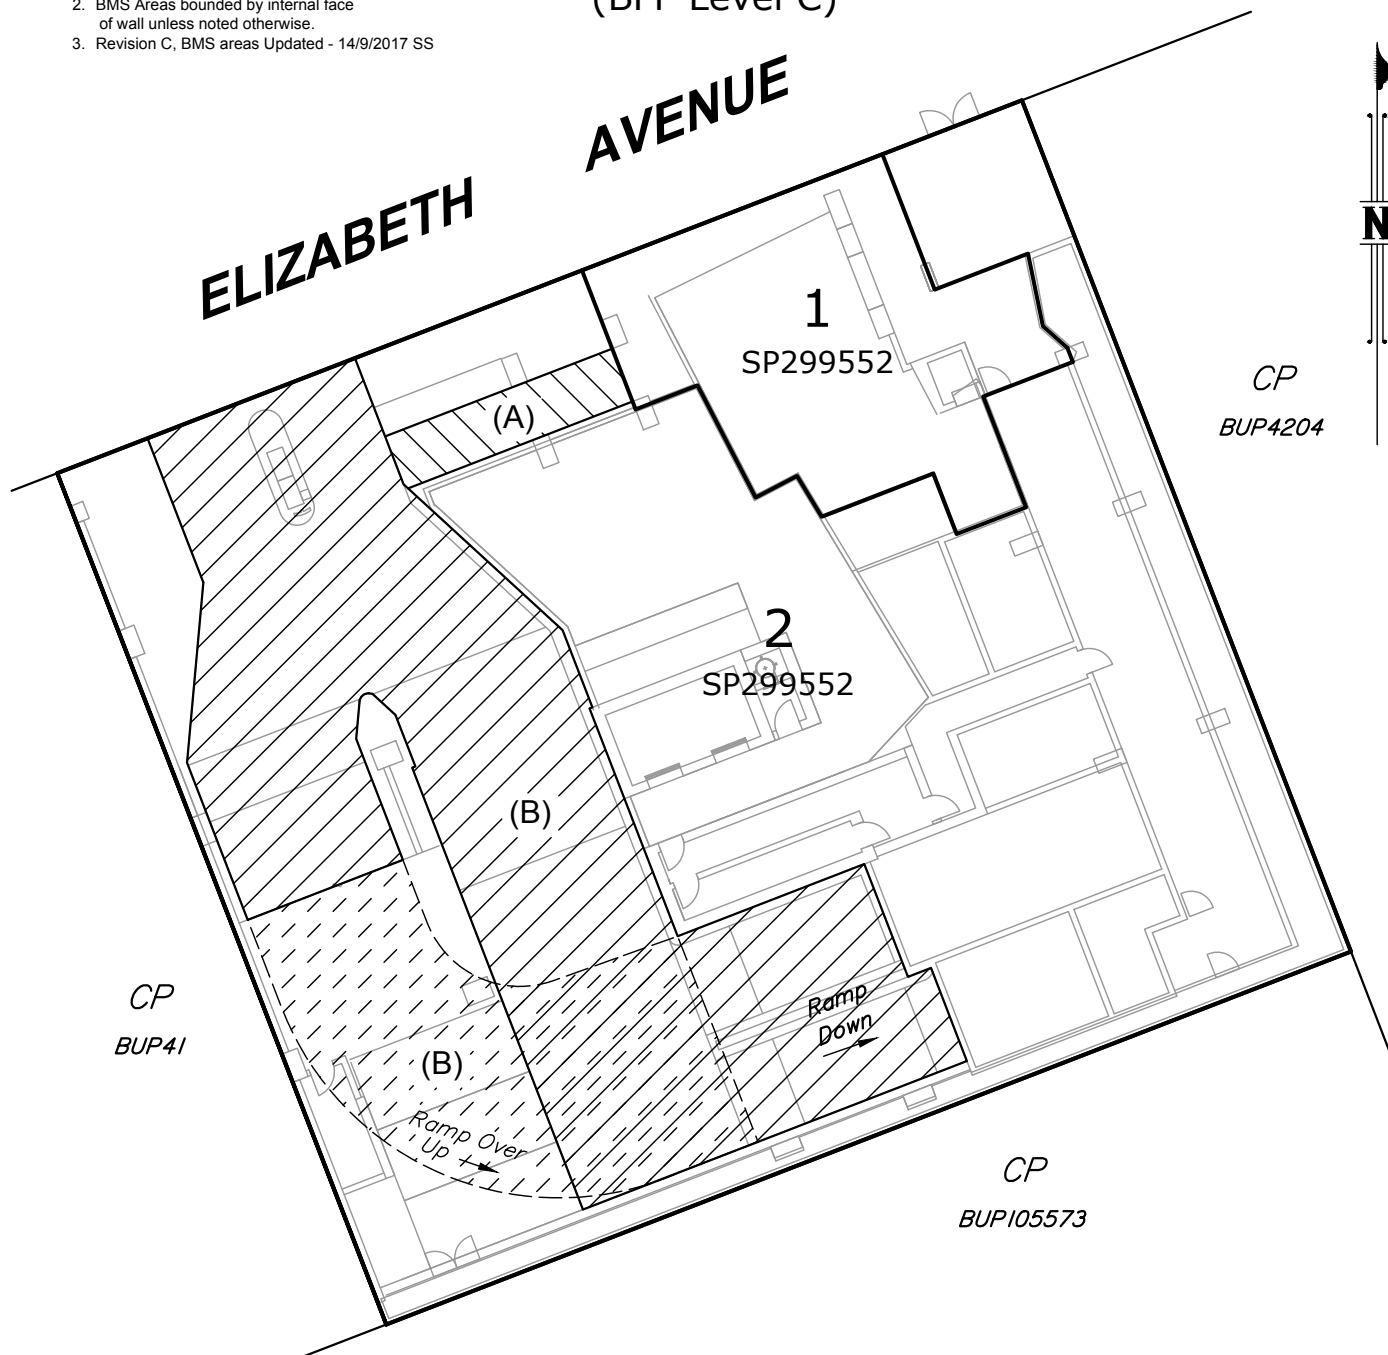 2. BMS Areas bounded by internal face
of wall unless noted otherwise.
3. Revision C, BMS areas Updated - 14/9/2017 SS
ELIZABETH AVENUE
N
1
SP299552
CP
BUP4204
(A)
2
SP299552
(B)
CP
BUP41
Ramp
Down
(B)
Ramp Over
Up
CP
BUP105573